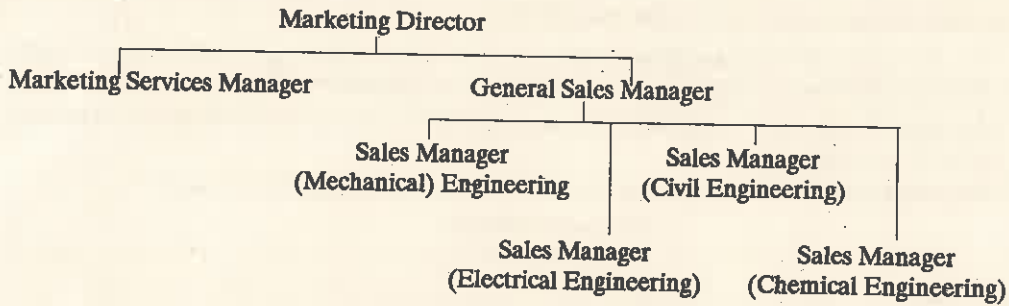 Marketing Director
Marketing Services Manager
General Sales Manager
Sales Manager
(Mechanical) Engineering
Sales Manager
(Civil Engineering)
Sales Manager
(Electrical Engineering)
Sales Manager
(Chemical Engineering)